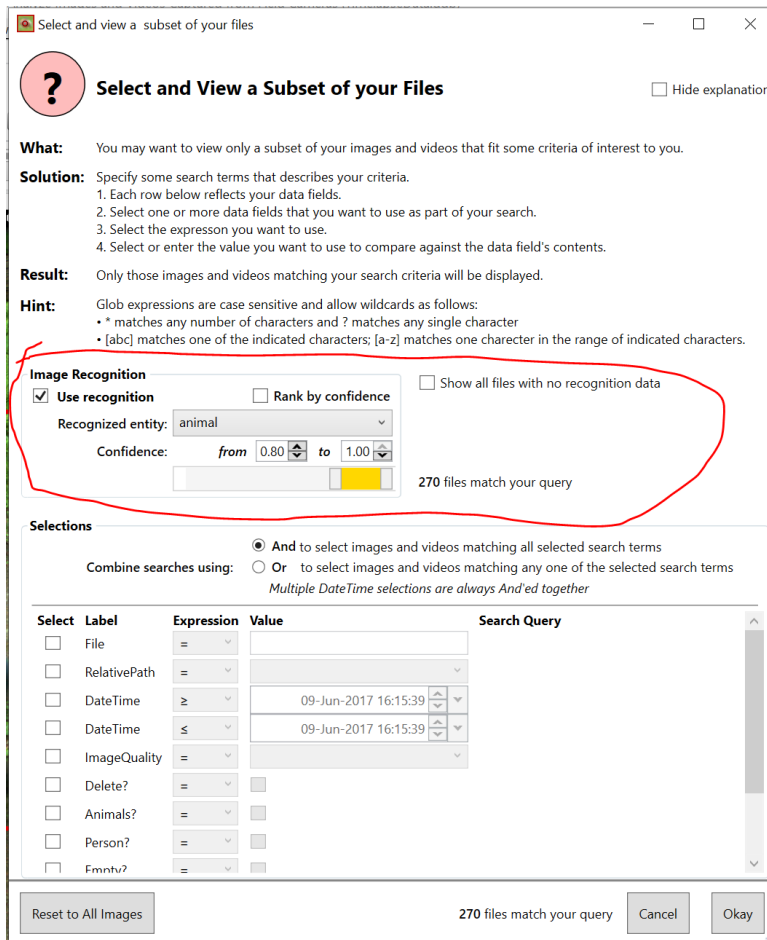 Select and view a subset of your files
?
Select and View a Subset of your Files
Hide explanation
What: You may want to view only a subset of your images and videos that fit some criteria of interest to you.
Solution: Specify some search terms that describes your criteria.
1. Each row below reflects your data fields.
2. Select one or more data fields that you want to use as part of your search.
3. Select the expresson you want to use.
4. Select or enter the value you want to use to compare against the data field's contents.
Result: Only those images and videos matching your search criteria will be displayed.
Hint: Glob expressions are case sensitive and allow wildcards as follows:
• * matches any number of characters and ? matches any single character
• [abc] matches one of the indicated characters; [a-z] matches one charecter in the range of indicated characters.
Image Recognition
Use recognition Rank by confidence Show all files with no recognition data
Recognized entity: animal
Confidence: from 0.80 to 1.00
270 files match your query
Selections
And to select images and videos matching all selected search terms
Combine searches using: Or to select images and videos matching any one of the selected search terms
Multiple DateTime selections are always And'ed together
Select Label Expression Value Search Query
File =
RelativePath =
DateTime ≥ 09-Jun-2017 16:15:39
DateTime ≤ 09-Jun-2017 16:15:39
ImageQuality =
Delete? =
Animals? =
Person? =
Empty? =
Reset to All Images 270 files match your query Cancel Okay